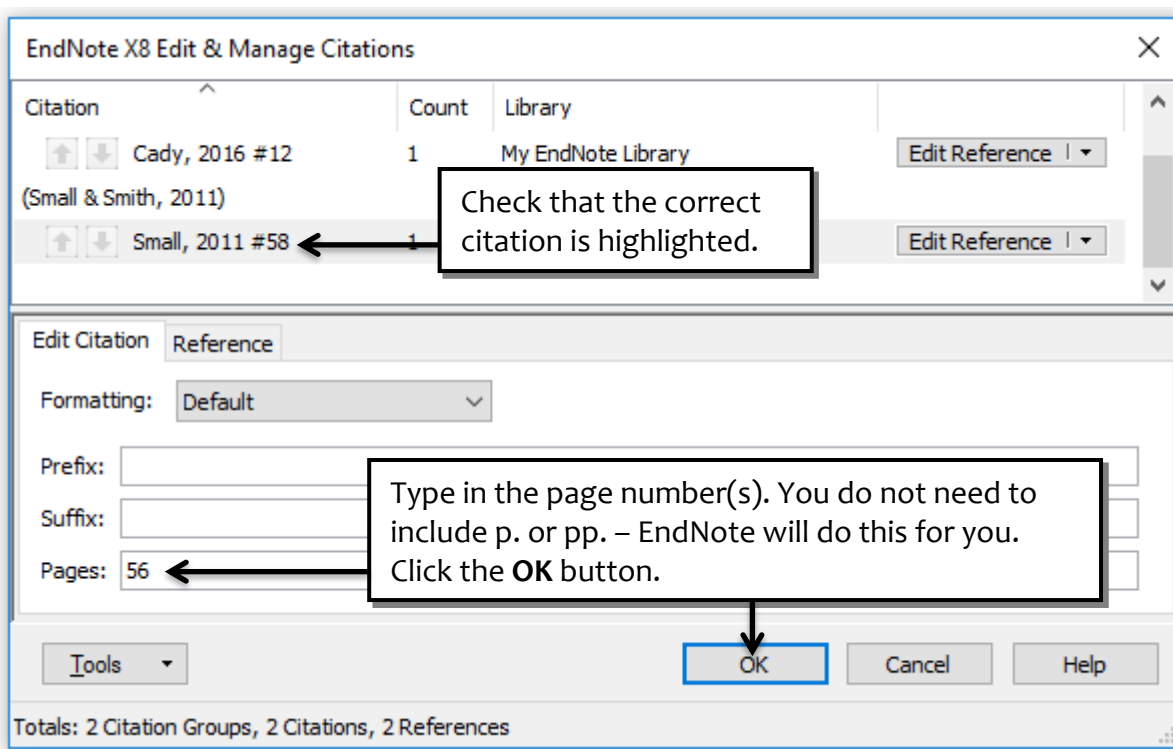 EndNote X8 Edit & Manage Citations
Citation Count Library
Cady, 2016 #12 1 My EndNote Library Edit Reference
(Small & Smith, 2011)
Check that the correct
citation is highlighted.
Small, 2011 #58 1 Edit Reference
Edit Citation Reference
Formatting: Default
Prefix:
Suffix:
Pages: 56
Type in the page number(s). You do not need to
include p. or pp. – EndNote will do this for you.
Click the OK button.
Tools OK Cancel Help
Totals: 2 Citation Groups, 2 Citations, 2 References